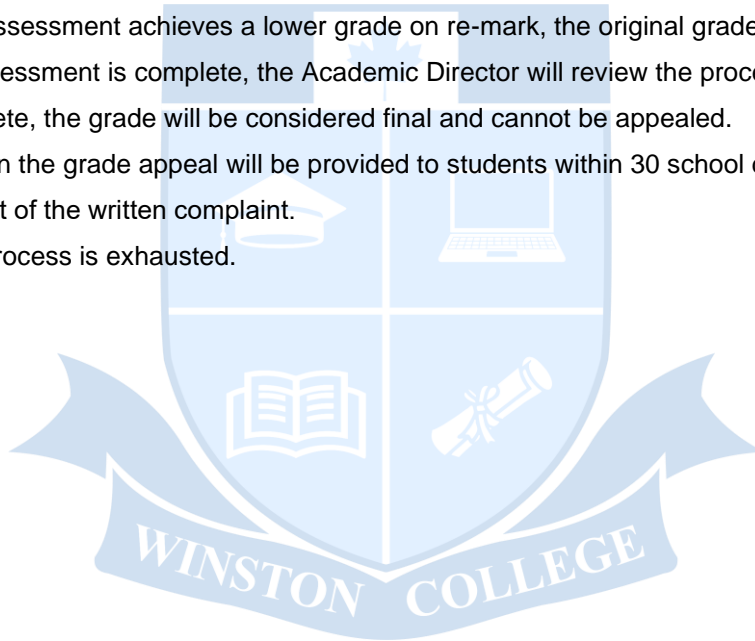 ssessment achieves a lower grade on re-mark, the original grade
essment is complete, the Academic Director will review the proce
ete, the grade will be considered final and cannot be appealed.
n the grade appeal will be provided to students within 30 school
t of the written complaint.
rocess is exhausted.
WINSTON COLLEGE